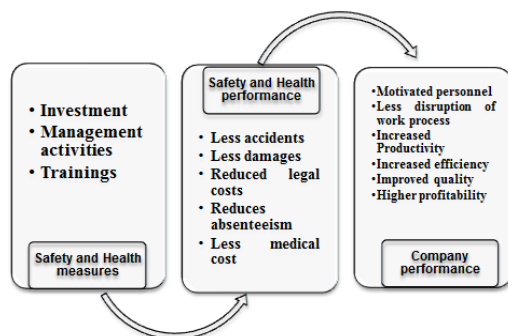 • Investment
• Management
activities
• Trainings
Safety and Health
measures
Safety and Health
performance
• Less accidents
• Less damages
• Reduced legal
costs
• Reduces
absenteeism
• Less medical
cost
•Motivated personnel
•Less disruption of
work process
•Increased
Productivity
•Increased efficiency
•Improved quality
•Higher profitability
Company
performance